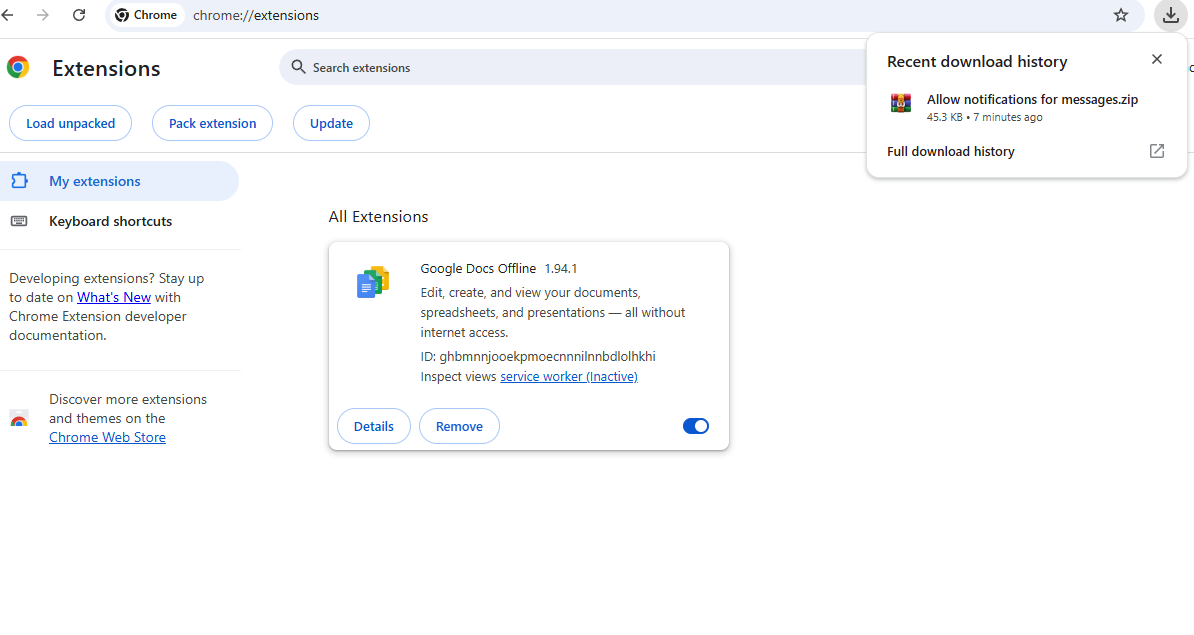 Chrome
chrome://extensions
Extensions
Search extensions
Recent download history
Allow notifications for messages.zip
45.3 KB • 7 minutes ago
Full download history
Load unpacked
Pack extension
Update
My extensions
Keyboard shortcuts
Developing extensions? Stay up
to date on What's New with
Chrome Extension developer
documentation.
Discover more extensions
and themes on the
Chrome Web Store
All Extensions
Google Docs Offline 1.94.1
Edit, create, and view your documents,
spreadsheets, and presentations — all without
internet access.
ID: ghbmnnjooekpmoecnnnilnnbdlolhkhi
Inspect views service worker (Inactive)
Details
Remove